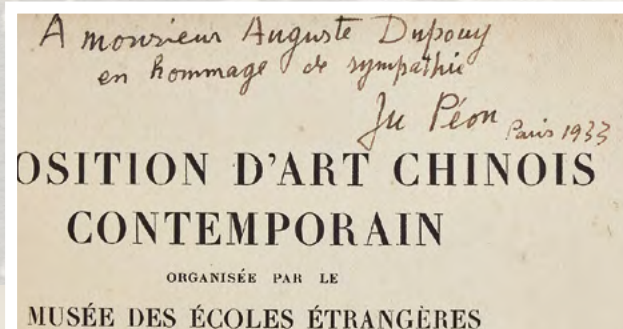 A monsieur Auguste Dupouy
en hommage de sympathie
Ju Péon Paris 1933
OSITION D'ART CHINOIS
CONTEMPORAIN
ORGANISÉE PAR LE
MUSÉE DES ÉCOLES ÉTRANGÈRES